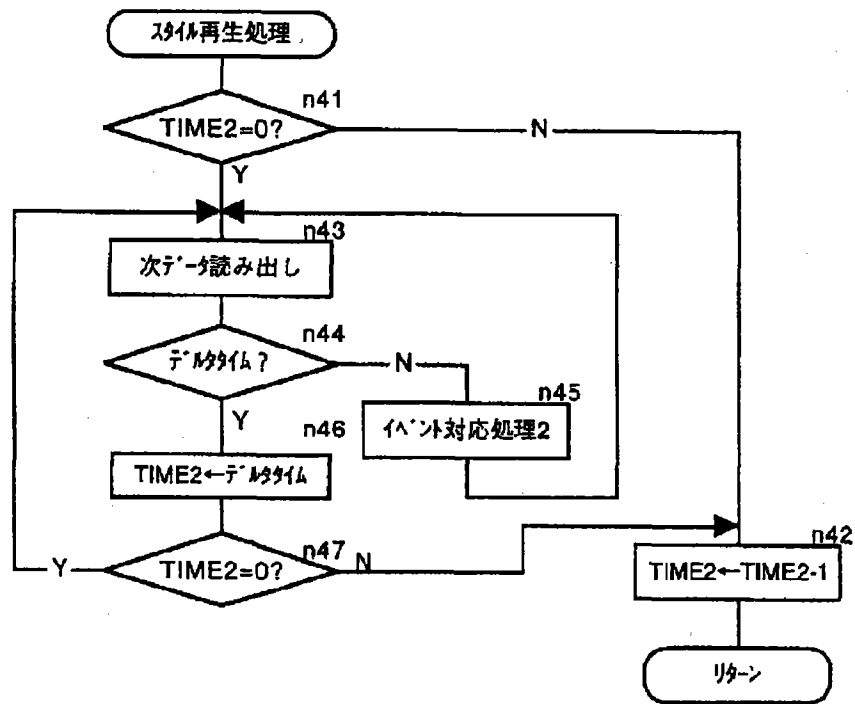 スタイル再生処理
n41
TIME2=0?
N
Y
n43
次データ読み出し
n44
デルタタイム?
N
n45
イベント対応処理2
Y
n46
TIME2←デルタタイム
n47
TIME2=0?
Y
N
n42
TIME2←TIME2-1
リターン